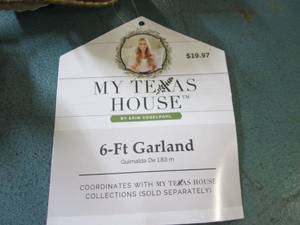 $19.97
MY TEXAS
HOUSE™
BY ERIN VOGELPOHL
6-Ft Garland
Guirnalda De 1.83 m
COORDINATES WITH MY TEXAS HOUSE
COLLECTIONS (SOLD SEPARATELY)